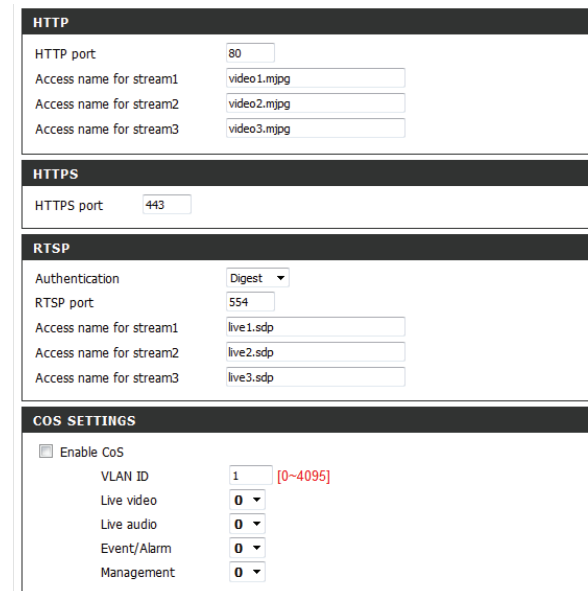 HTTP
HTTP port 80
Access name for stream1 video1.mjpg
Access name for stream2 video2.mjpg
Access name for stream3 video3.mjpg
HTTPS
HTTPS port 443
RTSP
Authentication Digest
RTSP port 554
Access name for stream1 live1.sdp
Access name for stream2 live2.sdp
Access name for stream3 live3.sdp
COS SETTINGS
Enable CoS
VLAN ID 1 [0~4095]
Live video 0
Live audio 0
Event/Alarm 0
Management 0